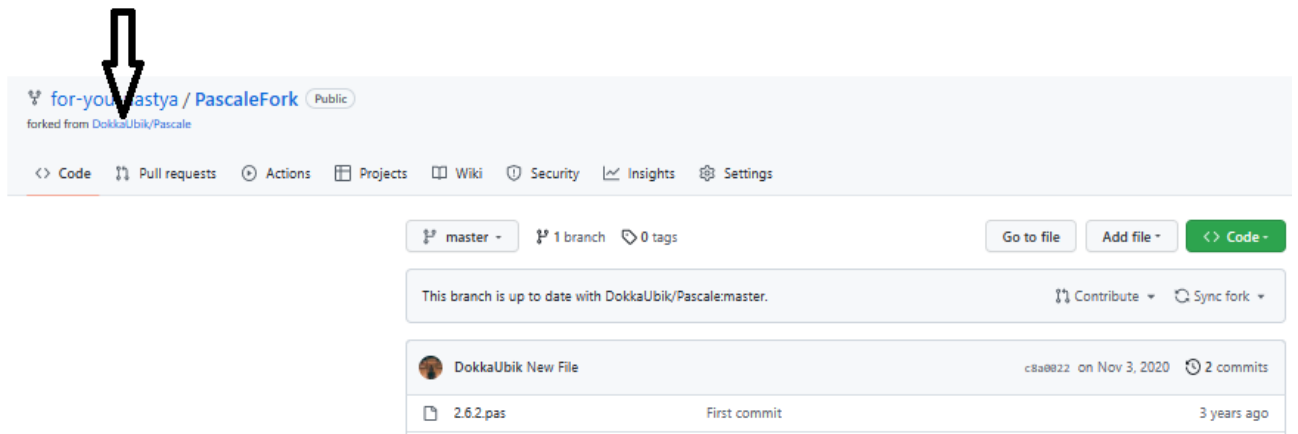 for-you-nastya / PascaleFork Public
forked from DokkaUbik/Pascale
Code Pull requests Actions Projects Wiki Security Insights Settings
master 1 branch 0 tags Go to file Add file Code
This branch is up to date with DokkaUbik/Pascale:master. Contribute Sync fork
DokkaUbik New File c8a0022 on Nov 3, 2020 2 commits
2.6.2.pas First commit 3 years ago